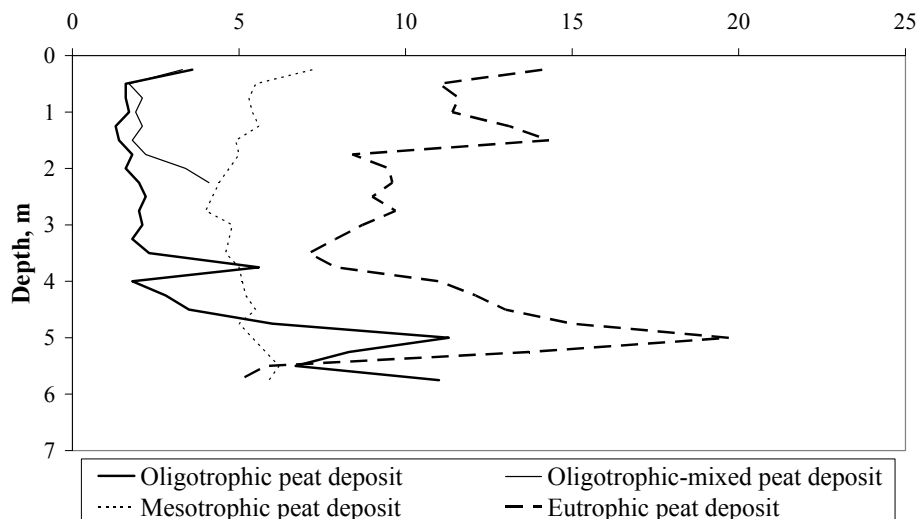 0 5 10 15 20 25
0
1
2
3
4
5
6
7
Depth, m
Oligotrophic peat deposit Oligotrophic-mixed peat deposit
Mesotrophic peat deposit Eutrophic peat deposit